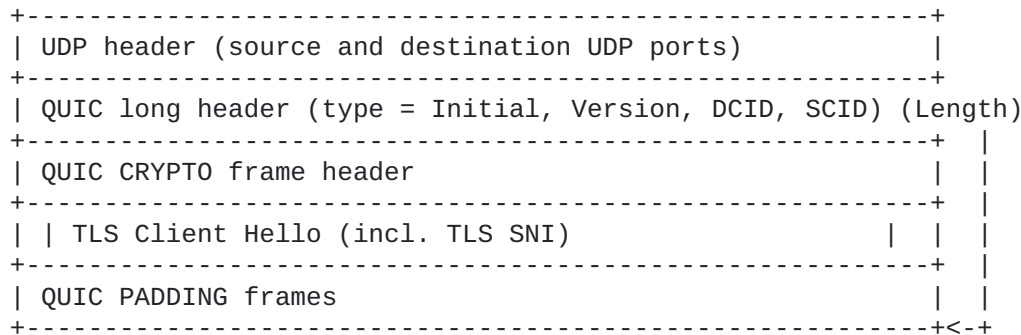 +----------------------------------------------------------+
| UDP header (source and destination UDP ports)            |
+----------------------------------------------------------+
| QUIC long header (type = Initial, Version, DCID, SCID) (Length)
+----------------------------------------------------------+  |
| QUIC CRYPTO frame header                                 |  |
+----------------------------------------------------------+  |
| | TLS Client Hello (incl. TLS SNI)                    |  |  |
+----------------------------------------------------------+  |
| QUIC PADDING frames                                      |  |
+----------------------------------------------------------+<-+